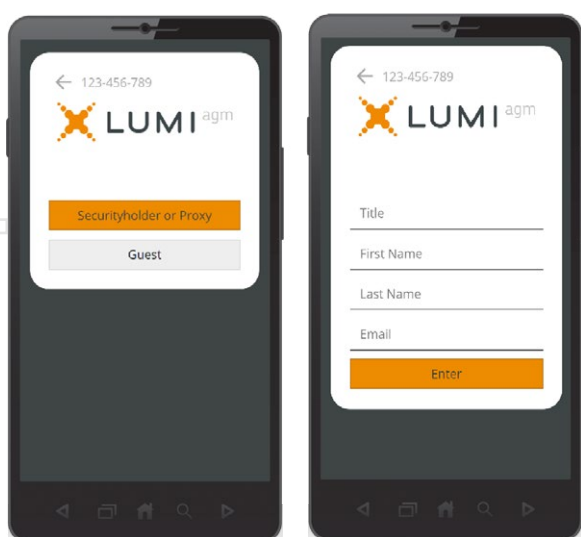 123-456-789
LUMI agm
Securityholder or Proxy
Guest
123-456-789
LUMI agm
Title
First Name
Last Name
Email
Enter